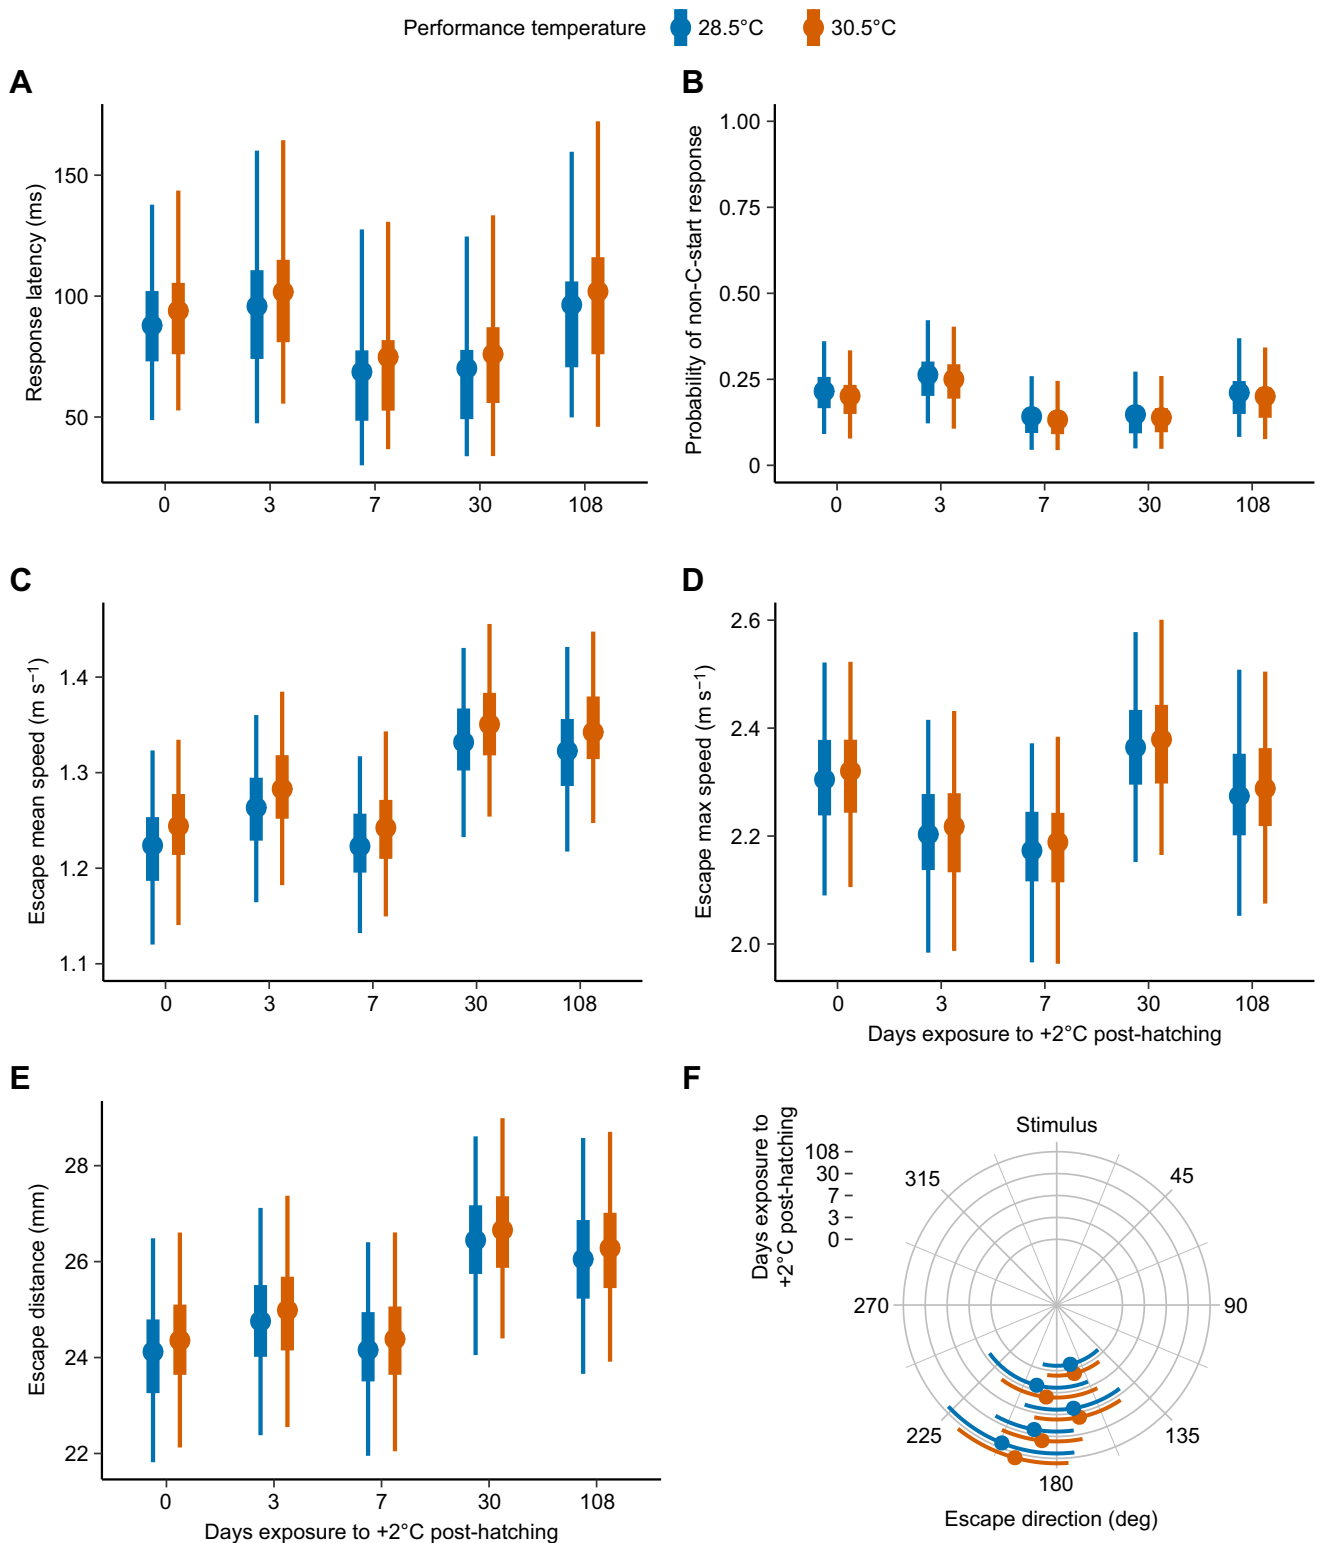 Performance temperature 28.5°C 30.5°C
A
Response latency (ms)
150
100
50
0 3 7 30 108
B
Probability of non-C-start response
1.00
0.75
0.50
0.25
0
0 3 7 30 108
C
Escape mean speed (m s⁻¹)
1.4
1.3
1.2
1.1
0 3 7 30 108
D
Escape max speed (m s⁻¹)
2.6
2.4
2.2
2.0
0 3 7 30 108
Days exposure to +2°C post-hatching
E
Escape distance (mm)
28
26
24
22
0 3 7 30 108
Days exposure to +2°C post-hatching
F
Days exposure to
+2°C post-hatching
108
30
7
3
0
Stimulus
315 45
270 90
225 135
180
Escape direction (deg)